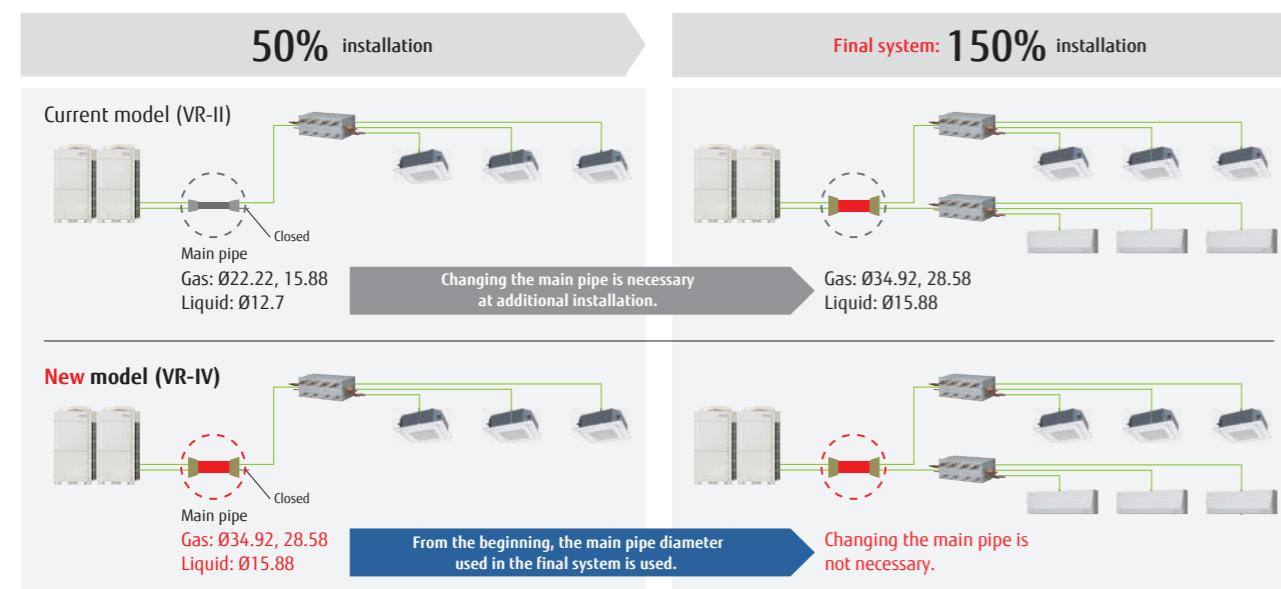 50% installation
Final system: 150% installation
Current model (VR-II)
Closed
Main pipe
Gas: Ø22.22, 15.88
Liquid: Ø12.7
Changing the main pipe is necessary
at additional installation.
Gas: Ø34.92, 28.58
Liquid: Ø15.88
New model (VR-IV)
Closed
Main pipe
Gas: Ø34.92, 28.58
Liquid: Ø15.88
From the beginning, the main pipe diameter
used in the final system is used.
Changing the main pipe is
not necessary.